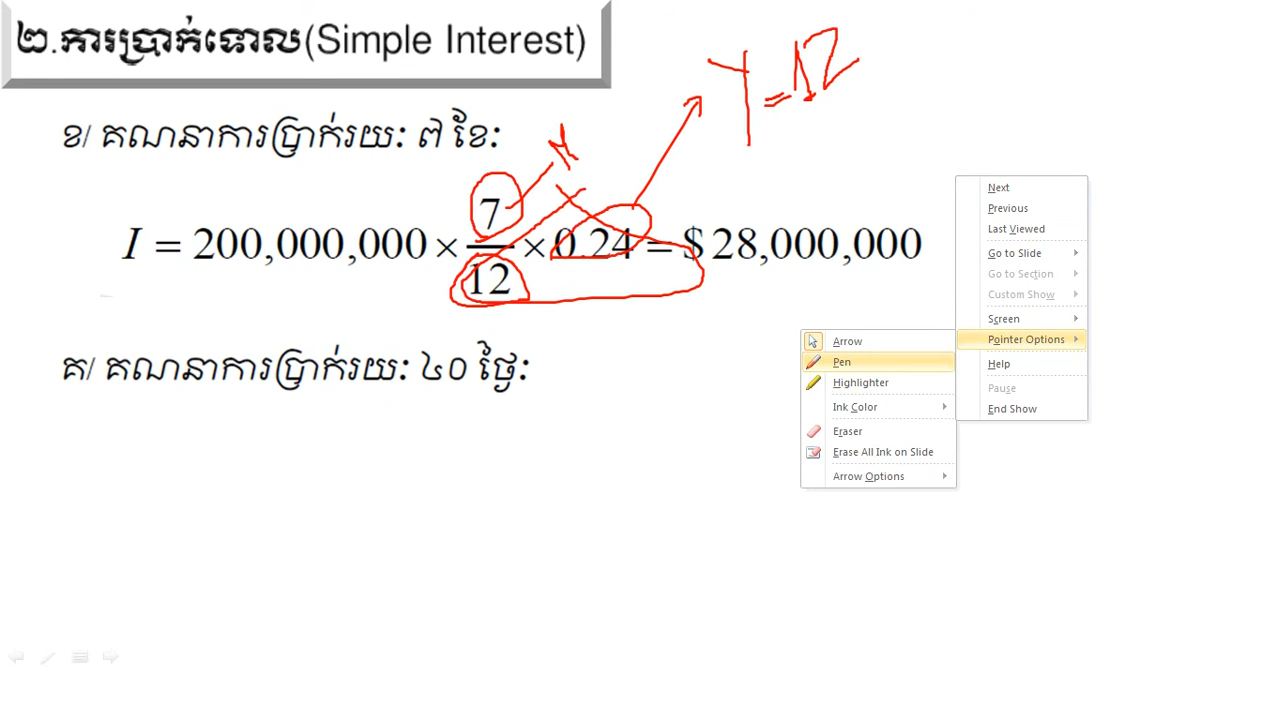 ២.ការប្រាក់ទោល(Simple Interest)
Y=12
ខ/ គណនាការប្រាក់រយៈ ៧ ខែៈ
M
I = 200,000,000 × 7/12 × 0.24 = $28,000,000
គ/ គណនាការប្រាក់រយៈ ៤០ ថ្ងៃៈ
Next
Previous
Last Viewed
Go to Slide
Go to Section
Custom Show
Screen
Pointer Options
Help
Pause
End Show
Arrow
Pen
Highlighter
Ink Color
Eraser
Erase All Ink on Slide
Arrow Options